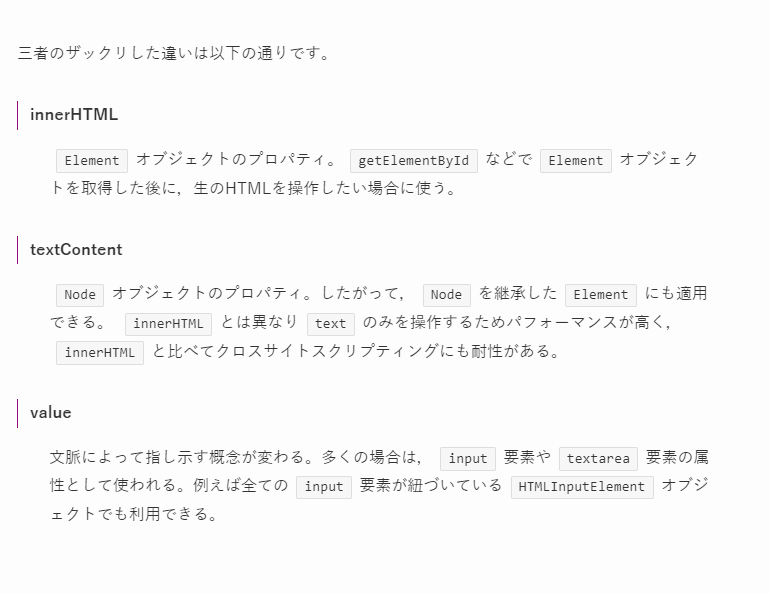 三者のザックリした違いは以下の通りです。
innerHTML
Element オブジェクトのプロパティ。 getElementById などで Element オブジェク
トを取得した後に，生のHTMLを操作したい場合に使う。
textContent
Node オブジェクトのプロパティ。したがって， Node を継承した Element にも適用
できる。 innerHTML とは異なり text のみを操作するためパフォーマンスが高く，
innerHTML と比べてクロスサイトスクリプティングにも耐性がある。
value
文脈によって指し示す概念が変わる。多くの場合は， input 要素や textarea 要素の属
性として使われる。例えば全ての input 要素が紐づいている HTMLInputElement オブジ
ェクトでも利用できる。